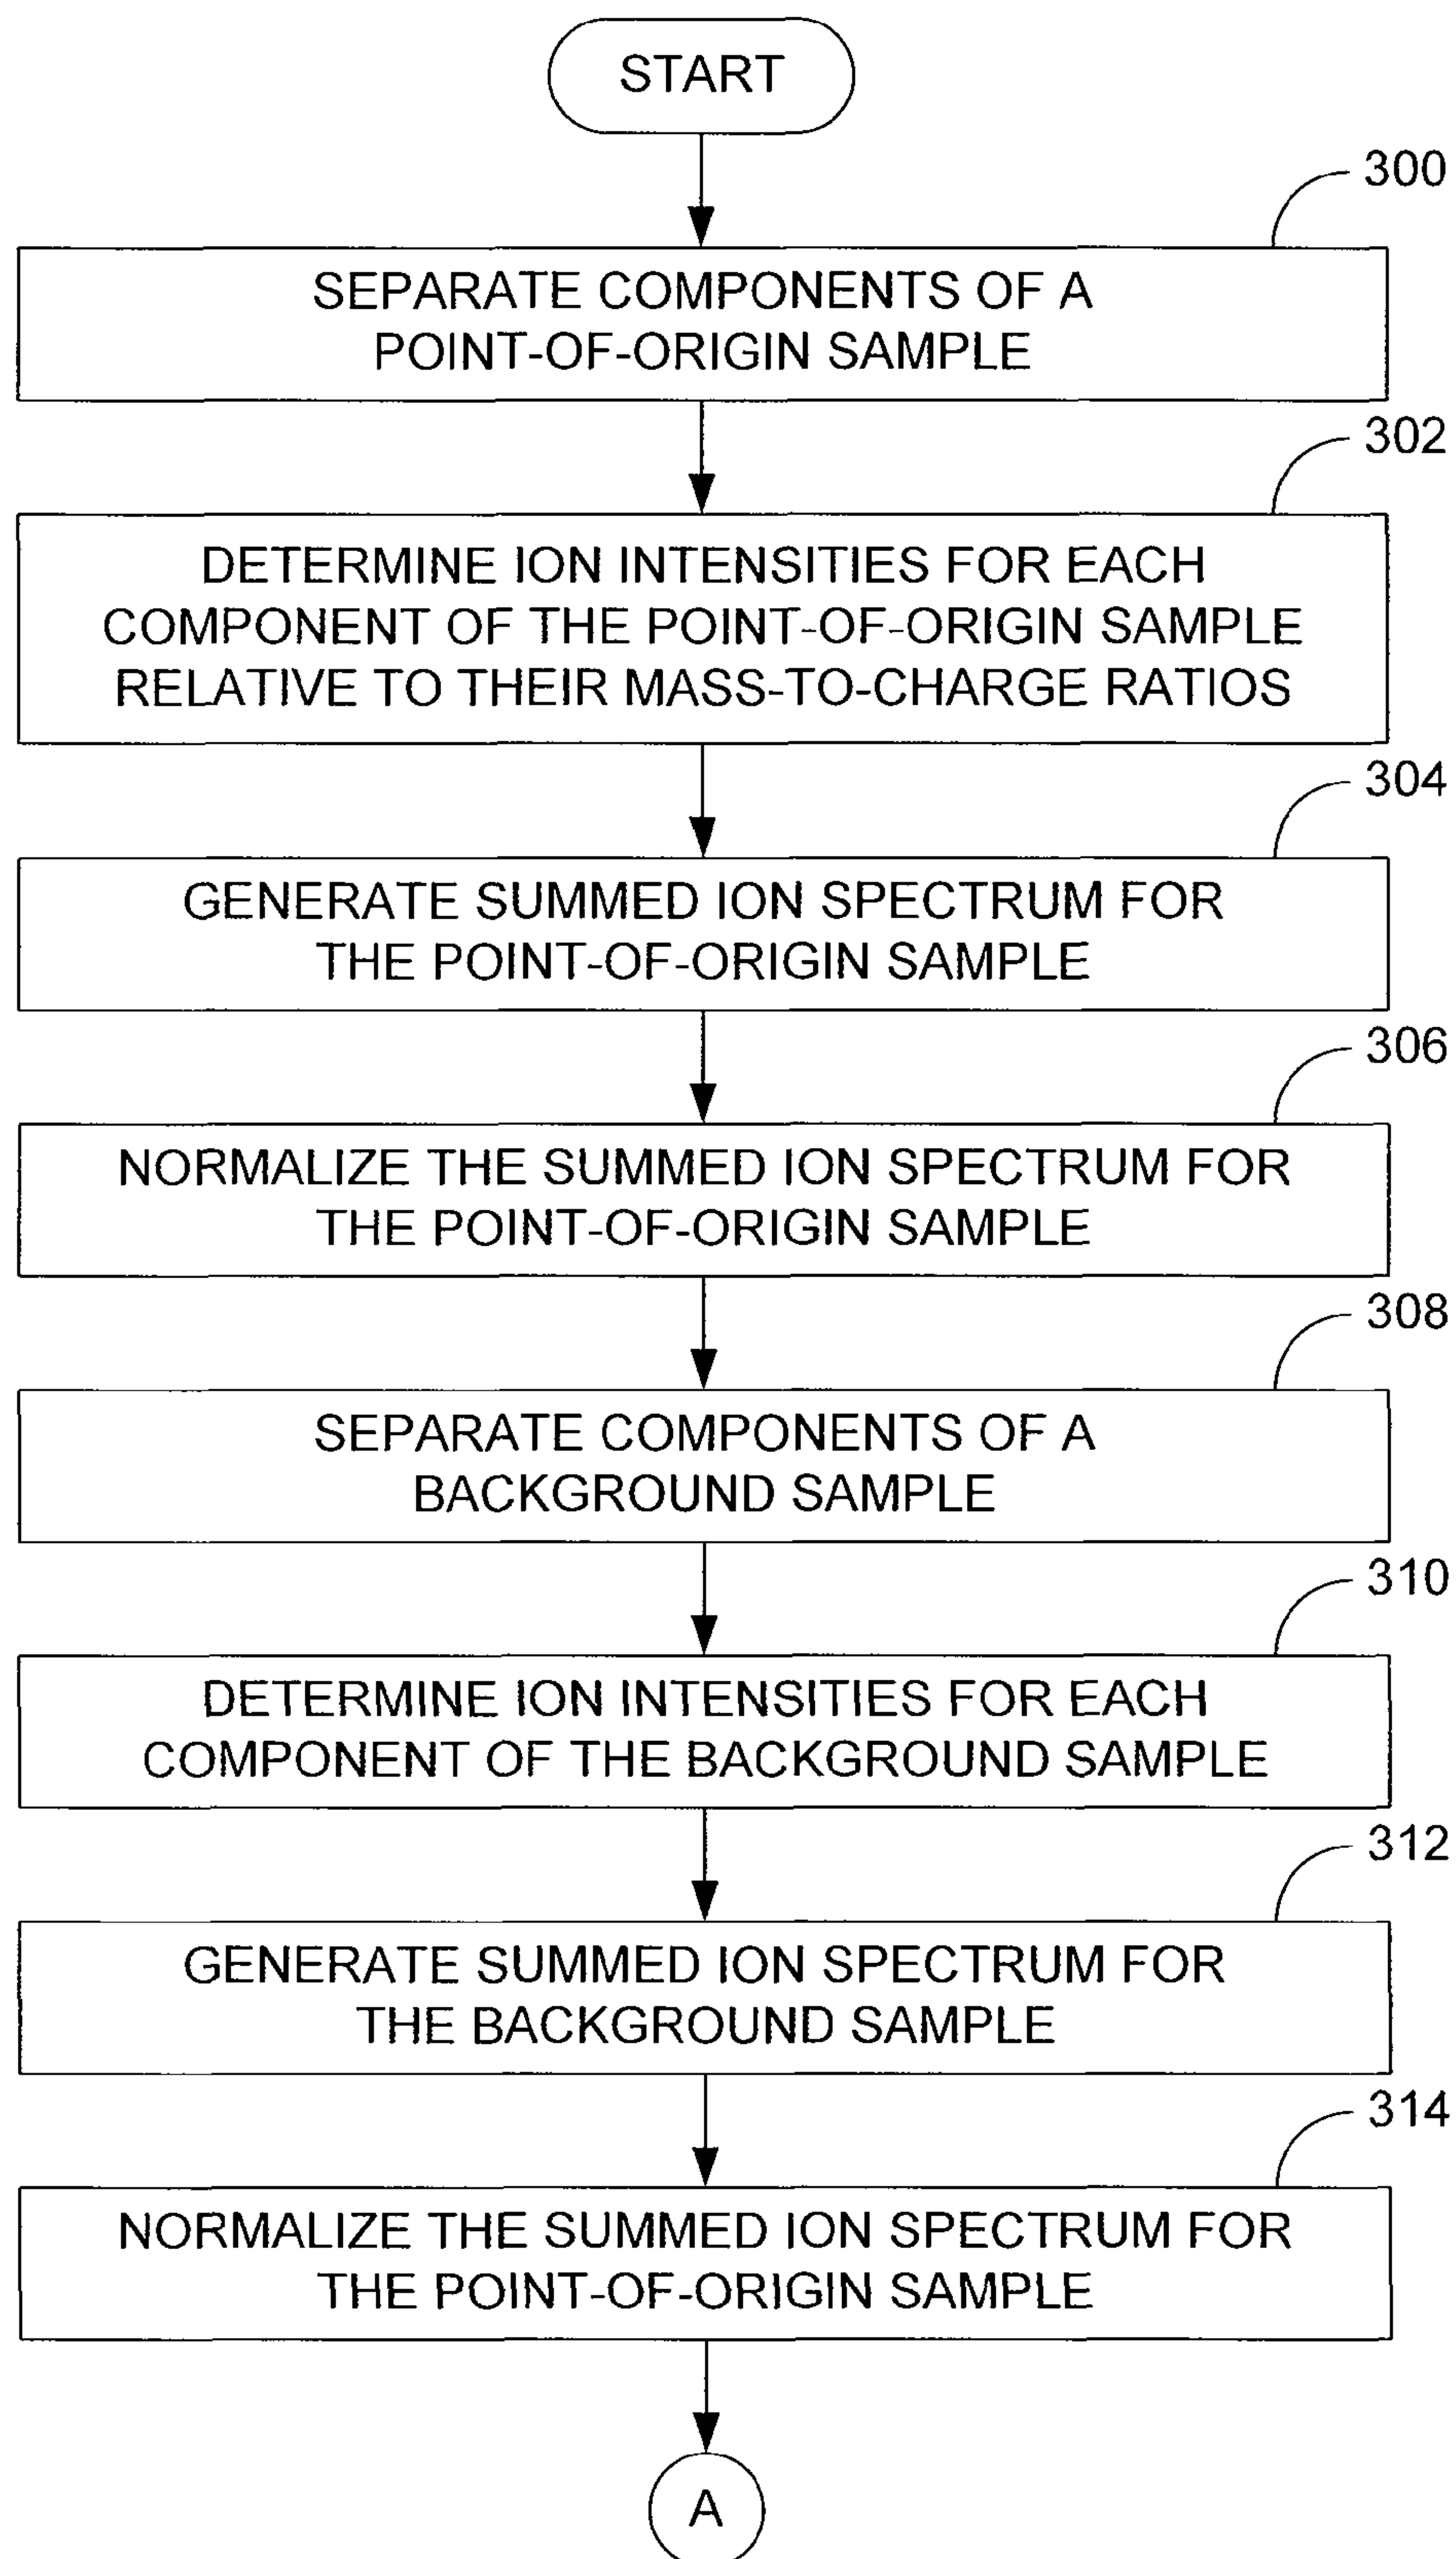 START
300
SEPARATE COMPONENTS OF A
POINT-OF-ORIGIN SAMPLE
302
DETERMINE ION INTENSITIES FOR EACH
COMPONENT OF THE POINT-OF-ORIGIN SAMPLE
RELATIVE TO THEIR MASS-TO-CHARGE RATIOS
304
GENERATE SUMMED ION SPECTRUM FOR
THE POINT-OF-ORIGIN SAMPLE
306
NORMALIZE THE SUMMED ION SPECTRUM FOR
THE POINT-OF-ORIGIN SAMPLE
308
SEPARATE COMPONENTS OF A
BACKGROUND SAMPLE
310
DETERMINE ION INTENSITIES FOR EACH
COMPONENT OF THE BACKGROUND SAMPLE
312
GENERATE SUMMED ION SPECTRUM FOR
THE BACKGROUND SAMPLE
314
NORMALIZE THE SUMMED ION SPECTRUM FOR
THE POINT-OF-ORIGIN SAMPLE
A